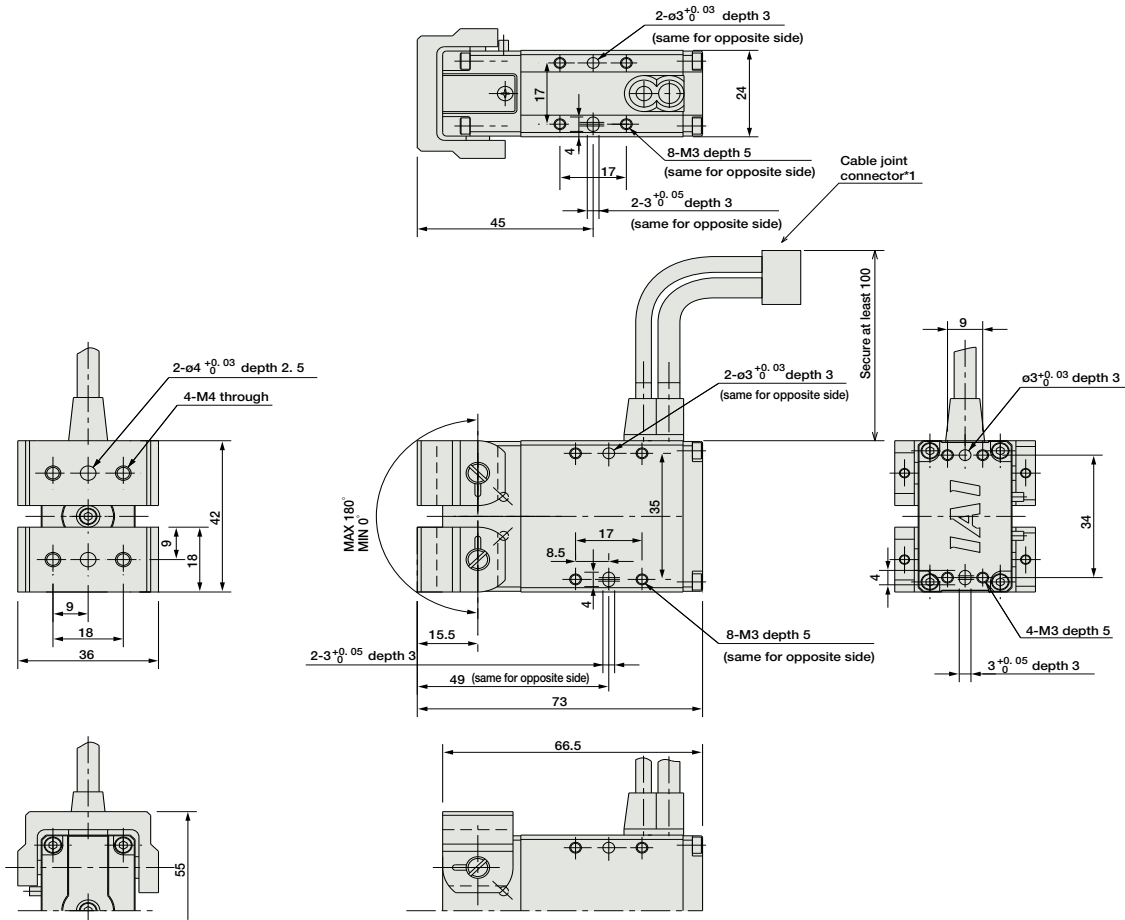 2-ø3 +0.03 0 depth 3
(same for opposite side)
17
24
4
8-M3 depth 5
(same for opposite side)
17
2-3 +0.05 0 depth 3
(same for opposite side)
45
Cable joint
connector*1
Secure at least 100
2-ø4 +0.03 0 depth 2.5
4-M4 through
42
18
9
9
18
36
MAX 180°
MIN 0°
2-ø3 +0.03 0 depth 3
(same for opposite side)
35
17
8.5
4
15.5
8-M3 depth 5
(same for opposite side)
2-3 +0.05 0 depth 3
49 (same for opposite side)
73
9
ø3 +0.03 0 depth 3
IAI
34
4
4-M3 depth 5
3 +0.05 0 depth 3
55
66.5